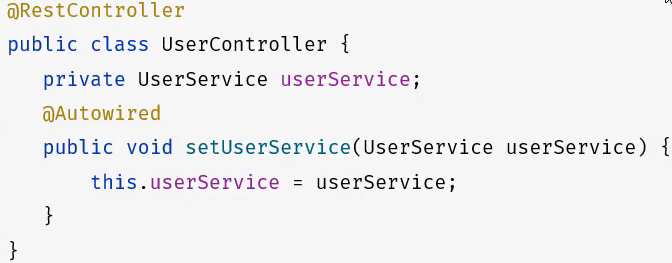 @RestController
public class UserController {
    private UserService userService;
    @Autowired
    public void setUserService(UserService userService) {
        this.userService = userService;
    }
}